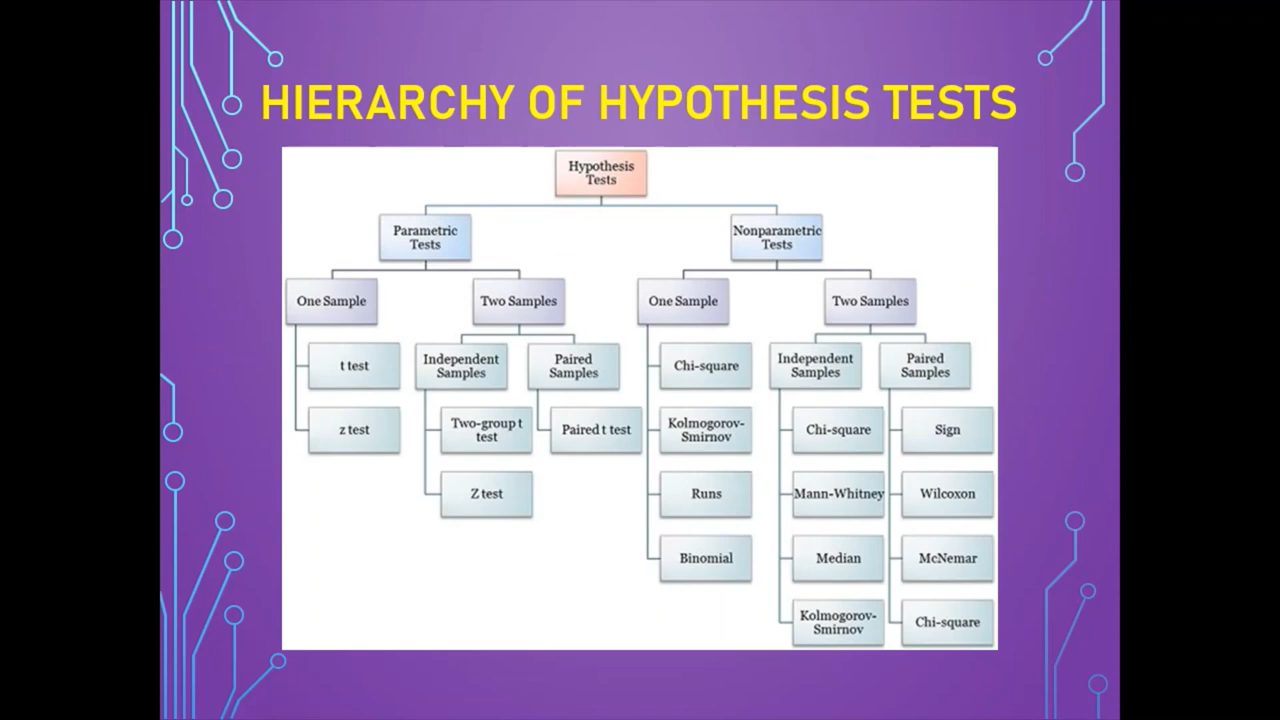 HIERARCHY OF HYPOTHESIS TESTS
Hypothesis
Tests
Parametric
Tests
Nonparametric
Tests
One Sample
Two Samples
One Sample
Two Samples
t test
Independent
Samples
Paired
Samples
Chi-square
Independent
Samples
Paired
Samples
z test
Two-group t
test
Paired t test
Kolmogorov-
Smirnov
Chi-square
Sign
Z test
Runs
Mann-Whitney
Wilcoxon
Binomial
Median
McNemar
Kolmogorov-
Smirnov
Chi-square